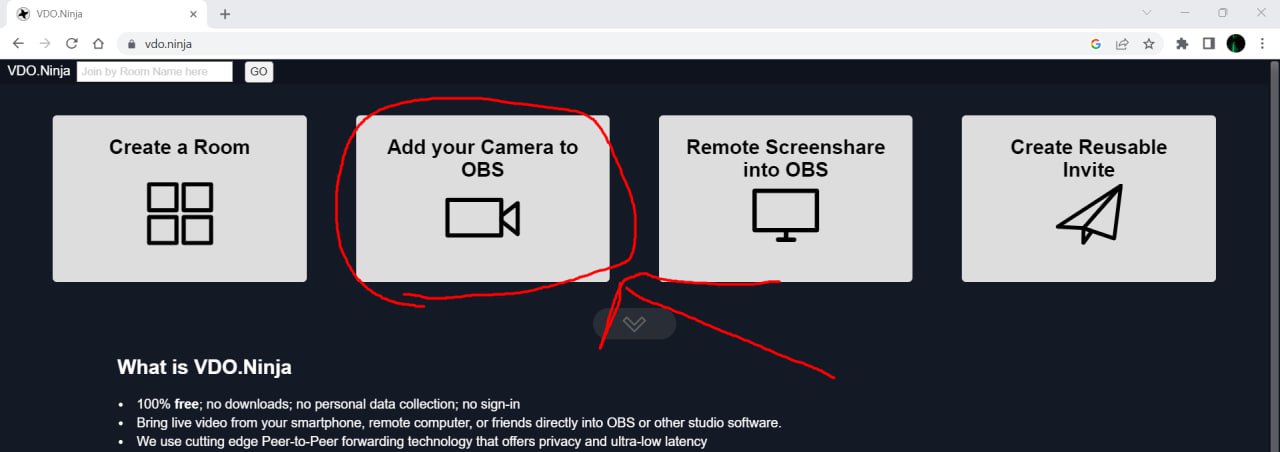 VDO.Ninja
vdo.ninja
VDO.Ninja Join by Room Name here GO
Create a Room
Add your Camera to
OBS
Remote Screenshare
into OBS
Create Reusable
Invite
What is VDO.Ninja
• 100% free; no downloads; no personal data collection; no sign-in
• Bring live video from your smartphone, remote computer, or friends directly into OBS or other studio software.
• We use cutting edge Peer-to-Peer forwarding technology that offers privacy and ultra-low latency